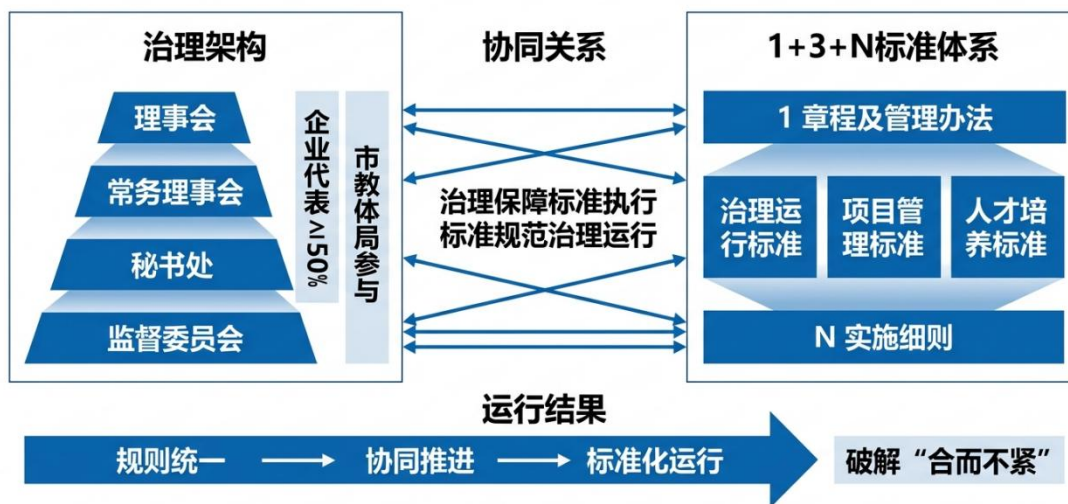 治理架构
理事会
常务理事会
秘书处
监督委员会
企业代表≥50%
市教体局参与
协同关系
治理保障标准执行
标准规范治理运行
1+3+N标准体系
1 章程及管理办法
治理运
行标准
项目管
理标准
人才培
养标准
N 实施细则
运行结果
规则统一
协同推进
标准化运行
破解“合而不紧”